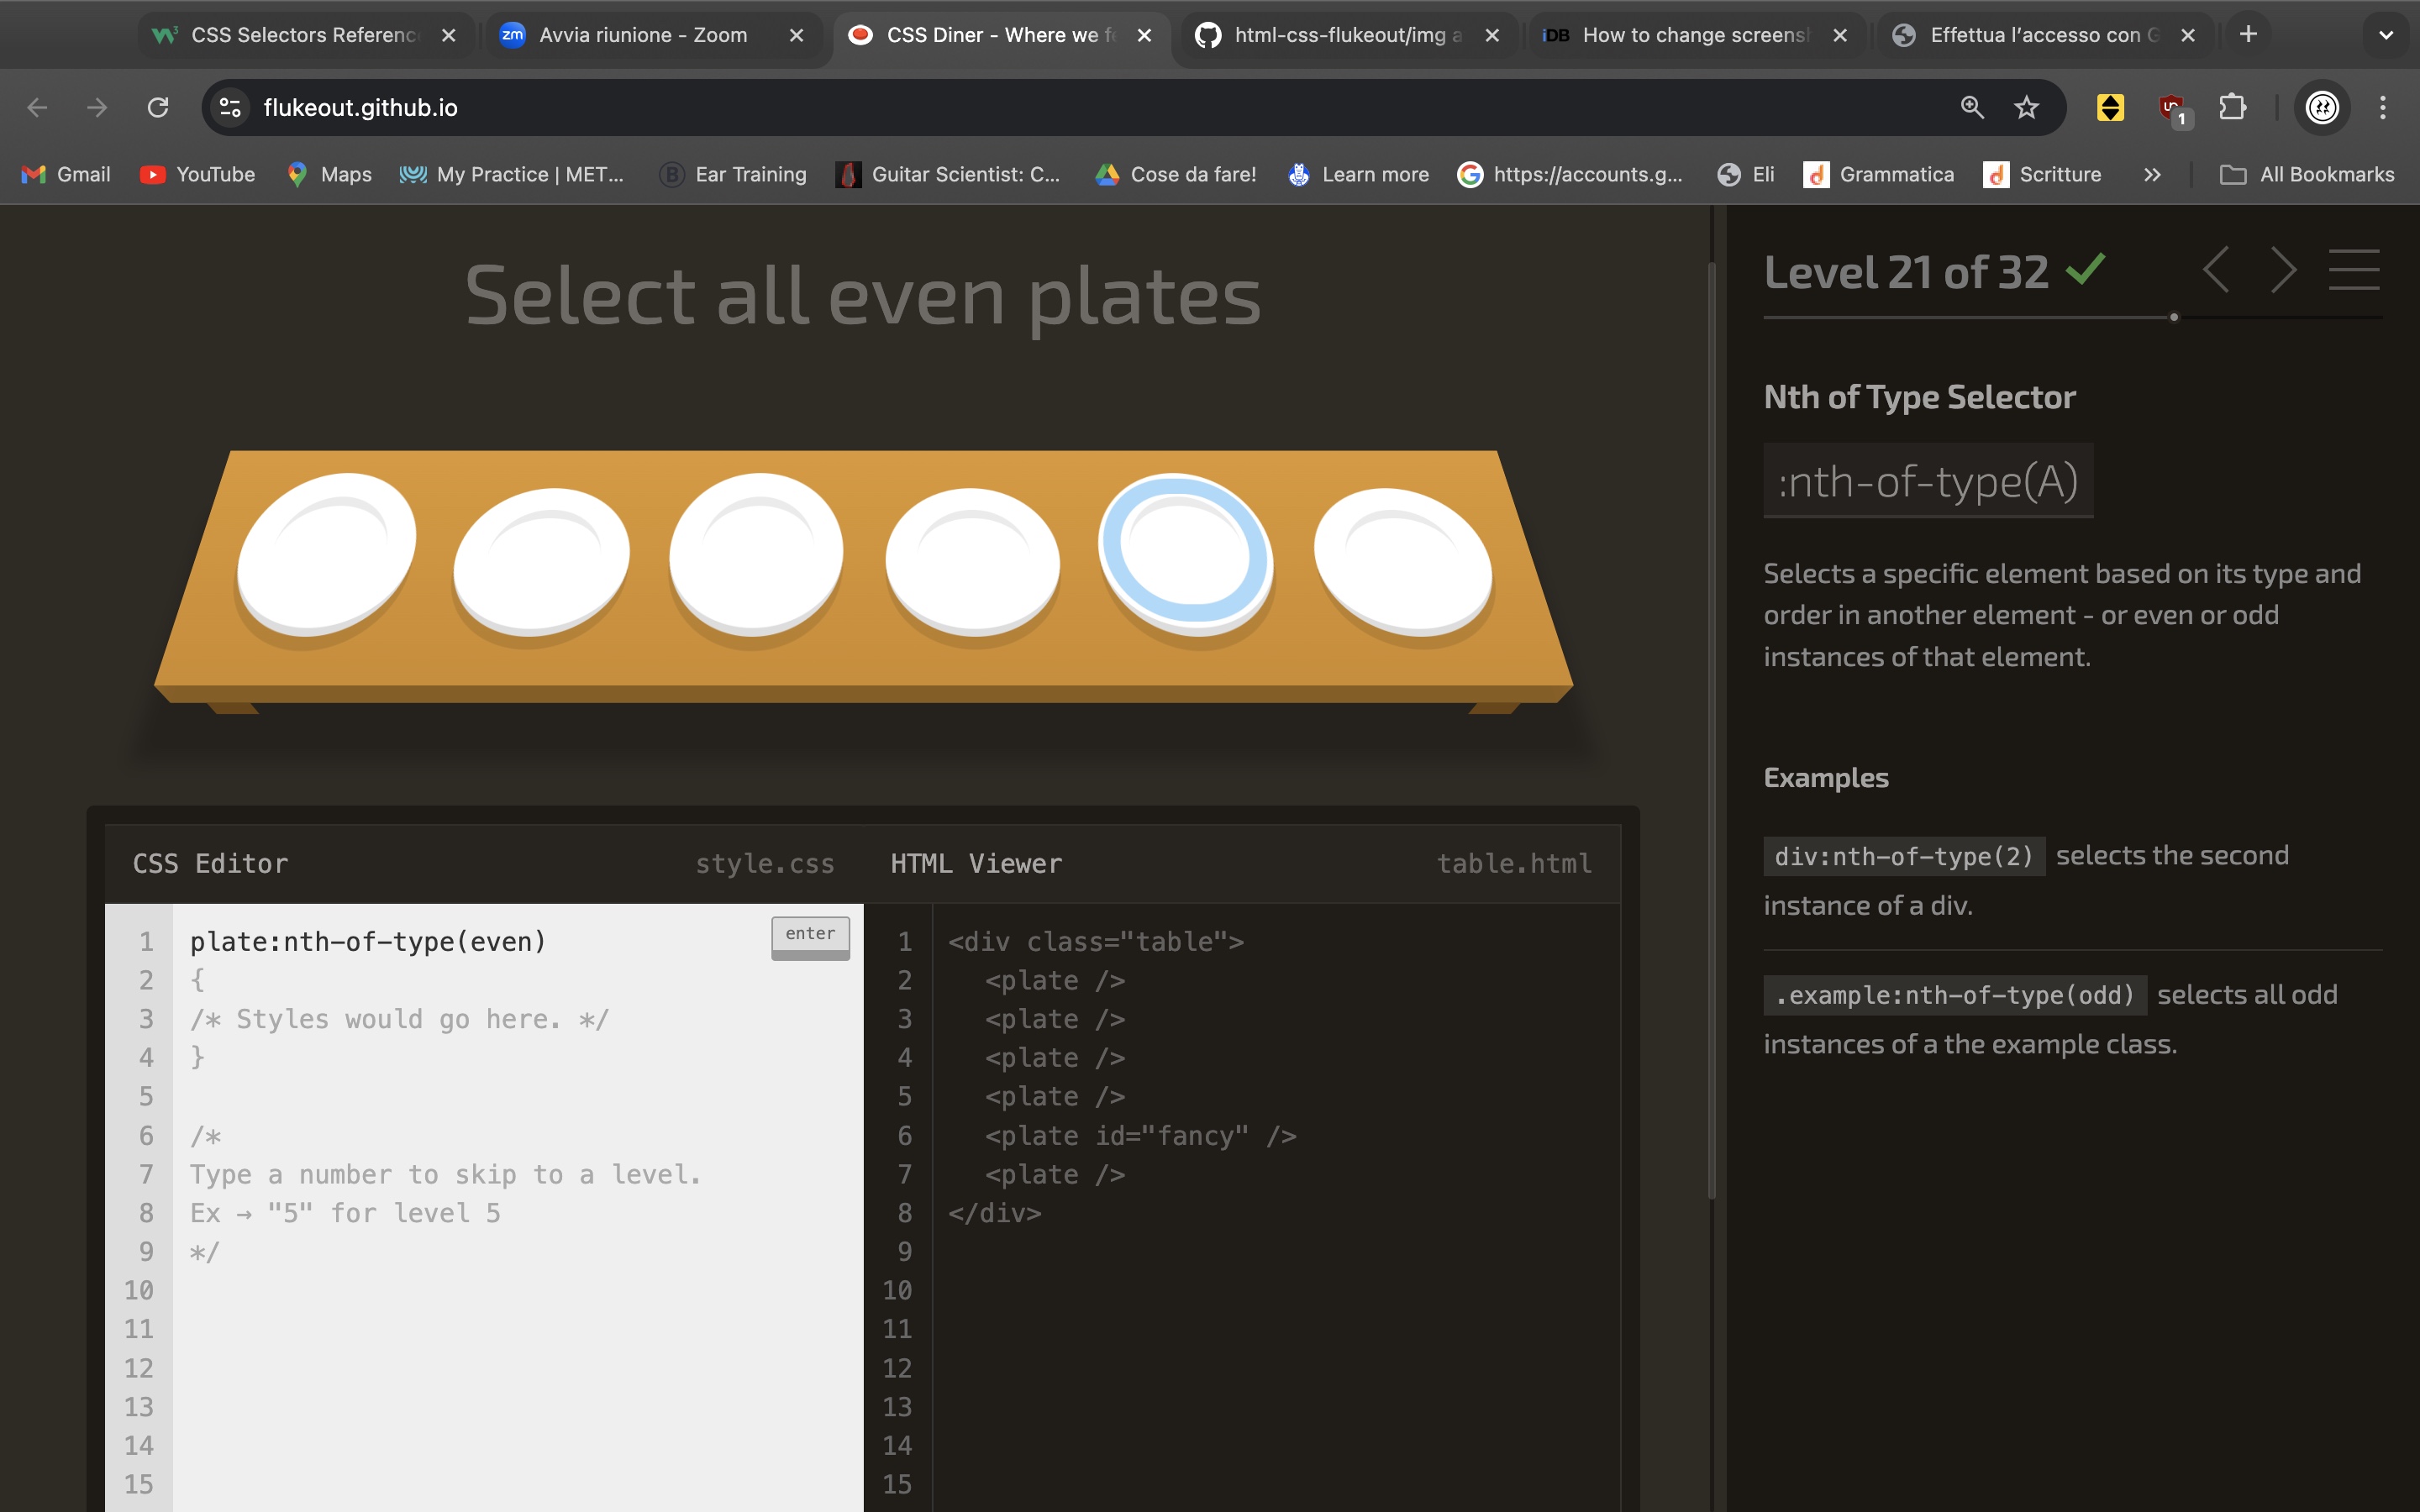 CSS Selectors Referenc
Avvia riunione - Zoom
CSS Diner - Where we fe
html-css-flukeout/img a
iDB How to change screensh
Effettua l'accesso con G
flukeout.github.io
1
Gmail
YouTube
Maps
My Practice | MET...
Ear Training
Guitar Scientist: C...
Cose da fare!
Learn more
https://accounts.g...
Eli
Grammatica
Scritture
All Bookmarks
Select all even plates
CSS Editor
style.css
1 plate:nth-of-type(even)
enter
2 {
3 /* Styles would go here. */
4 }
5
6 /*
7 Type a number to skip to a level.
8 Ex → "5" for level 5
9 */
10
11
12
13
14
15
HTML Viewer
table.html
1 <div class="table">
2 <plate />
3 <plate />
4 <plate />
5 <plate />
6 <plate id="fancy" />
7 <plate />
8 </div>
9
10
11
12
13
14
15
Level 21 of 32
Nth of Type Selector
:nth-of-type(A)
Selects a specific element based on its type and
order in another element - or even or odd
instances of that element.
Examples
div:nth-of-type(2) selects the second
instance of a div.
.example:nth-of-type(odd) selects all odd
instances of a the example class.